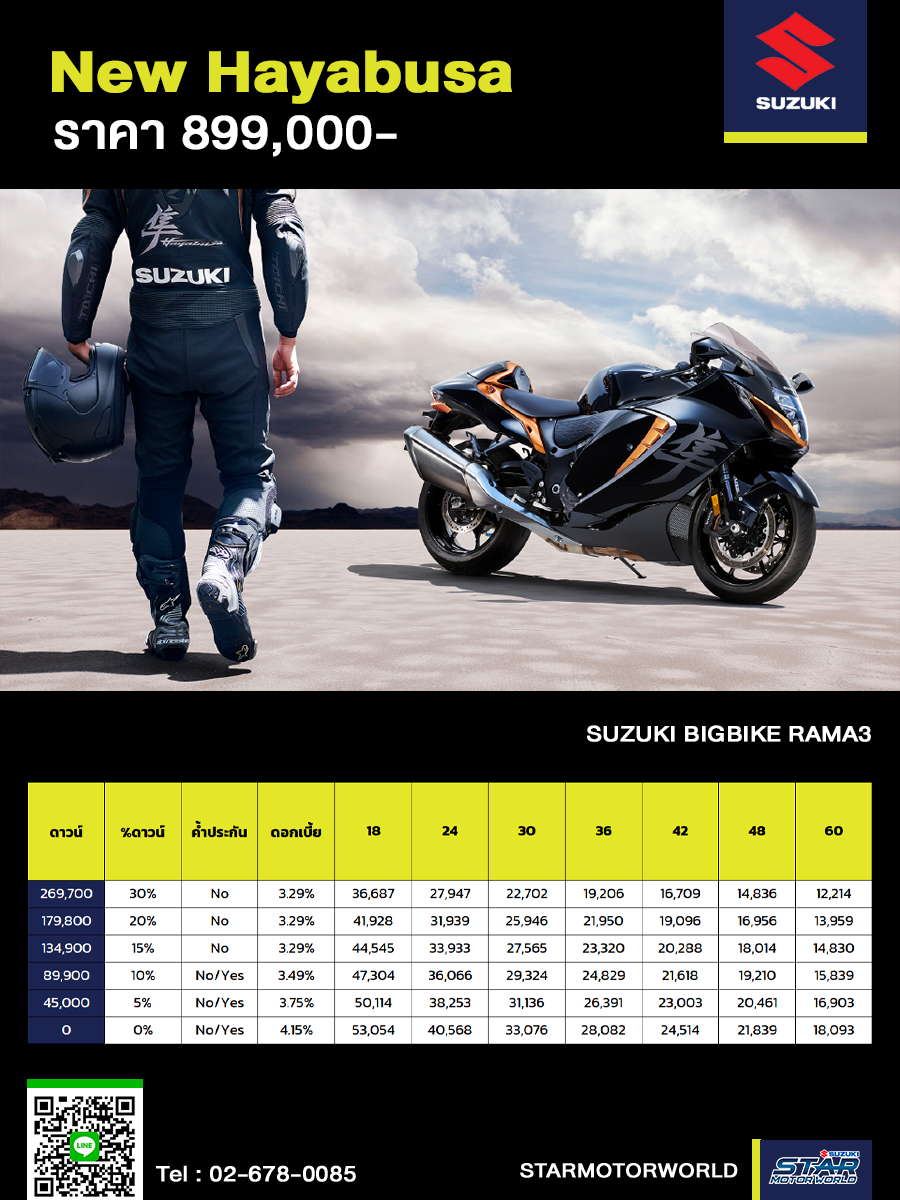 New Hayabusa
ราคา 899,000-
SUZUKI
隼
Hayabusa
SUZUKI
TAICHI
TAICHI
隼
alpinestars
SUZUKI BIGBIKE RAMA3
ดาวน์ %ดาวน์ ค้ำประกัน ดอกเบี้ย 18 24 30 36 42 48 60
269,700 30% No 3.29% 36,687 27,947 22,702 19,206 16,709 14,836 12,214
179,800 20% No 3.29% 41,928 31,939 25,946 21,950 19,096 16,956 13,959
134,900 15% No 3.29% 44,545 33,933 27,565 23,320 20,288 18,014 14,830
89,900 10% No/Yes 3.49% 47,304 36,066 29,324 24,829 21,618 19,210 15,839
45,000 5% No/Yes 3.75% 50,114 38,253 31,136 26,391 23,003 20,461 16,903
0 0% No/Yes 4.15% 53,054 40,568 33,076 28,082 24,514 21,839 18,093
LINE
Tel : 02-678-0085
STARMOTORWORLD
SUZUKI
STAR
MOTOR WORLD